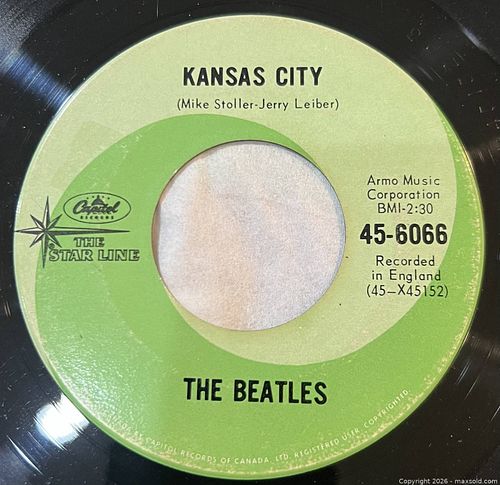 KANSAS CITY
(Mike Stoller-Jerry Leiber)
Capitol
RECORDS
THE
STAR LINE
Armo Music
Corporation
BMI-2:30
45-6066
Recorded
in England
(45-X45152)
THE BEATLES
CAPITOL RECORDS OF CANADA, LTD. REGISTERED USER. COPYRIGHTED.
Copyright 2026 - maxsold.com